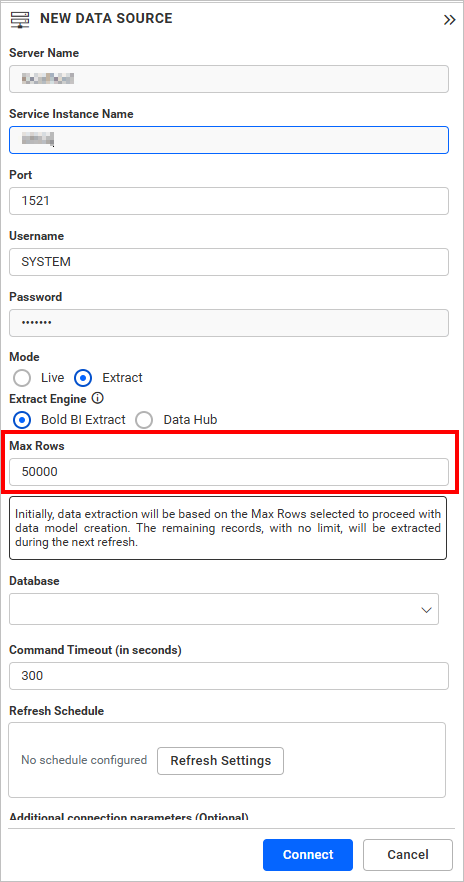 NEW DATA SOURCE
Server Name
Service Instance Name
Port
1521
Username
SYSTEM
Password
•••••••
Mode
Live Extract
Extract Engine
Bold BI Extract Data Hub
Max Rows
50000
Initially, data extraction will be based on the Max Rows selected to proceed with
data model creation. The remaining records, with no limit, will be extracted
during the next refresh.
Database
Command Timeout (in seconds)
300
Refresh Schedule
No schedule configured Refresh Settings
Additional connection parameters (Optional)
Connect Cancel